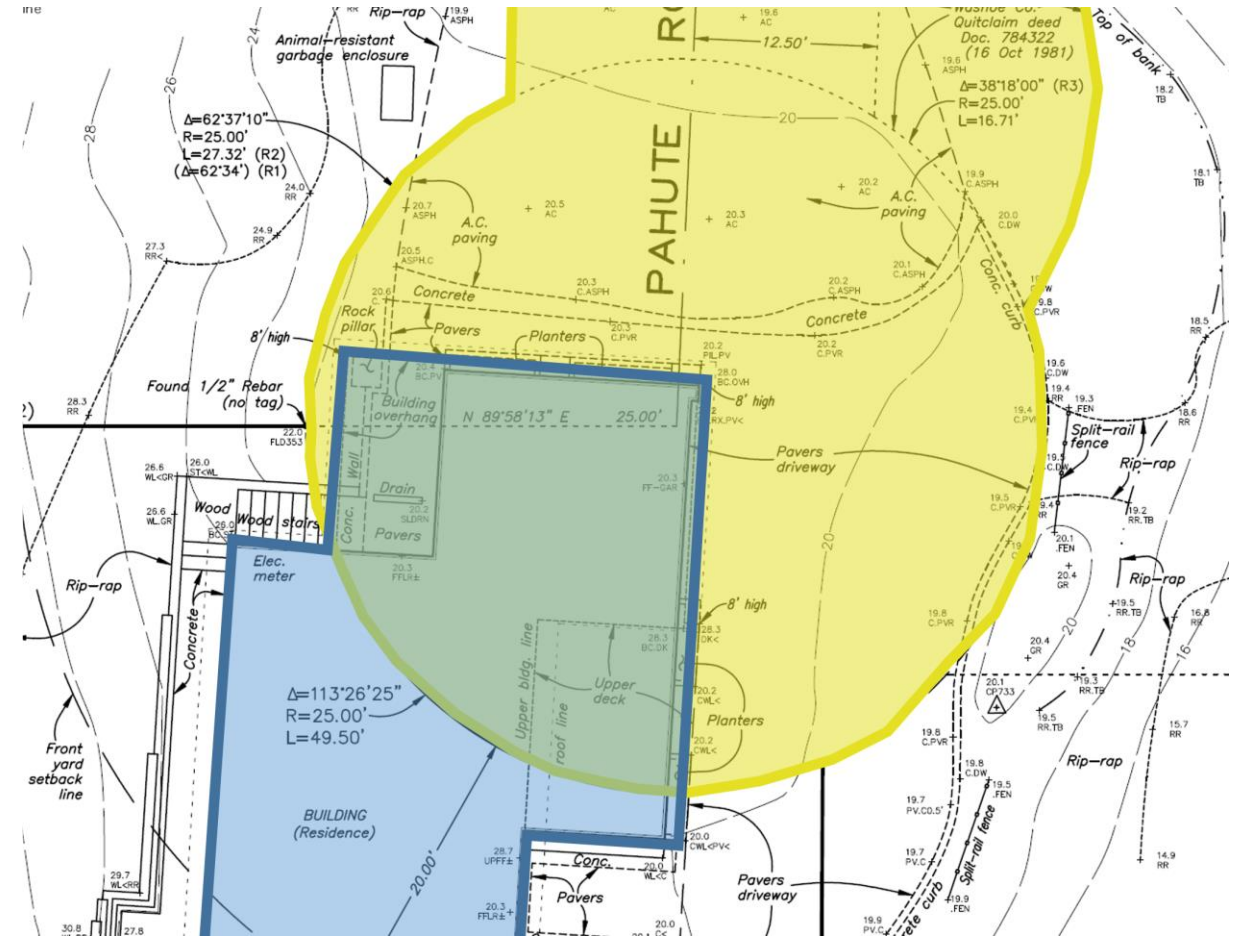 line
Rip-rap
19.9
ASPH
Animal-resistant
garbage enclosure
24
26
28
Δ=62°37'10"
R=25.00'
L=27.32' (R2)
(Δ=62°34') (R1)
24.0
RR
24.9
RR
27.3
RR<
19.6
AC
RO
12.50'
Washoe Co.
Quitclaim deed
Doc. 784322
(16 Oct 1981)
19.6
ASPH
Δ=38°18'00" (R3)
R=25.00'
L=16.71'
Top of bank
18.2
TB
18.1
TB
20
PAHUTE
20.7
ASPH
20.5
AC
20.2
AC
20.3
AC
A.C.
paving
A.C.
paving
19.9
C.ASPH
20.0
C.DW
20.5
ASPH.C
20.6
C.
20.3
C.ASPH
20.2
C.ASPH
20.1
C.ASPH
Concrete
Concrete
Conc. curb
19.8
C.PVR
Rock
pillar
Pavers
20.3
C.PVR
Planters
20.2
C.PVR
8' high
20.4
BC.PV
20.2
PIL.PV
28.0
BC.OVH
8' high
18.5
RR
19.6
C.DW
19.4
RR
19.3
.FEN
18.6
RR
Found 1/2" Rebar
(no tag)
28.3
RR
22.0
FLD353
Building
overhang
N 89°58'13" E 25.00'
RX.PV<
Pavers
driveway
19.4
C.PVR
Split-rail
fence
Rip-rap
26.6
WL<GR
26.0
ST<WL
26.6
WL.GR
Wood
Wood stairs
26.0
BC.S
Conc. Wall
Drain
20.2
SLDRN
Pavers
20.3
FFLR±
20.3
FF-GAR
19.5
C.DW
19.5
C.PVR
19.4
RR
19.2
RR.TB
20.1
.FEN
20.4
GR
Elec.
meter
Rip-rap
Concrete
8' high
28.3
DK<
28.3
BC.DK
Upper bldg. line
roof line
Upper
deck
20.2
CWL<
Planters
20.2
CWL<
20
19.8
C.PVR
20.4
GR
20
19.5
RR.TB
Rip-rap
16.8
RR
18
16
20.1
CP733
19.3
RR.TB
19.5
RR.TB
15.7
RR
Δ=113°26'25"
R=25.00'
L=49.50'
Front
yard
setback
line
19.8
C.PVR
19.8
C.DW
19.5
.FEN
Rip-rap
BUILDING
(Residence)
20.00'
28.7
UPFF±
Conc.
20.0
CWL<PV<
20.0
WL<C
19.7
PV.C0.5'
19.7
PV.C
14.9
RR
29.7
WL<RR
Pavers
Pavers
driveway
Split-rail fence
19.9
.FEN
20.3
FFLR±
20.0
C<
19.9
PV.C
rete curb
30.8
27.8